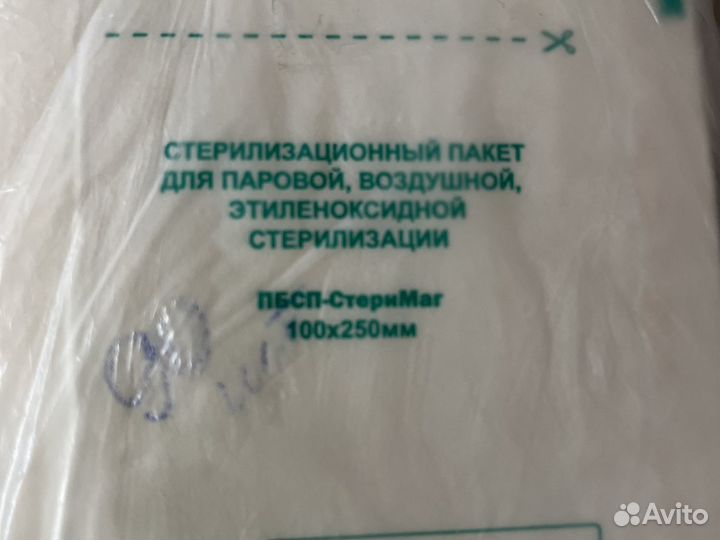 СТЕРИЛИЗАЦИОННЫЙ ПАКЕТ
ДЛЯ ПАРОВОЙ, ВОЗДУШНОЙ,
ЭТИЛЕНОКСИДНОЙ
СТЕРИЛИЗАЦИИ
ПБСП-СтериМаг
100х250мм
Avito